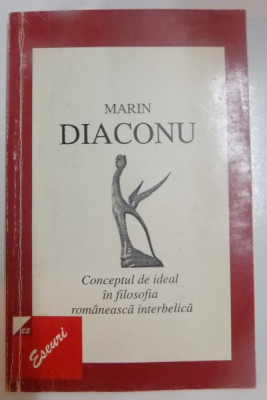 MARIN
DIACONU
Conceptul de ideal
în filosofia
românească interbelică
Eseuri